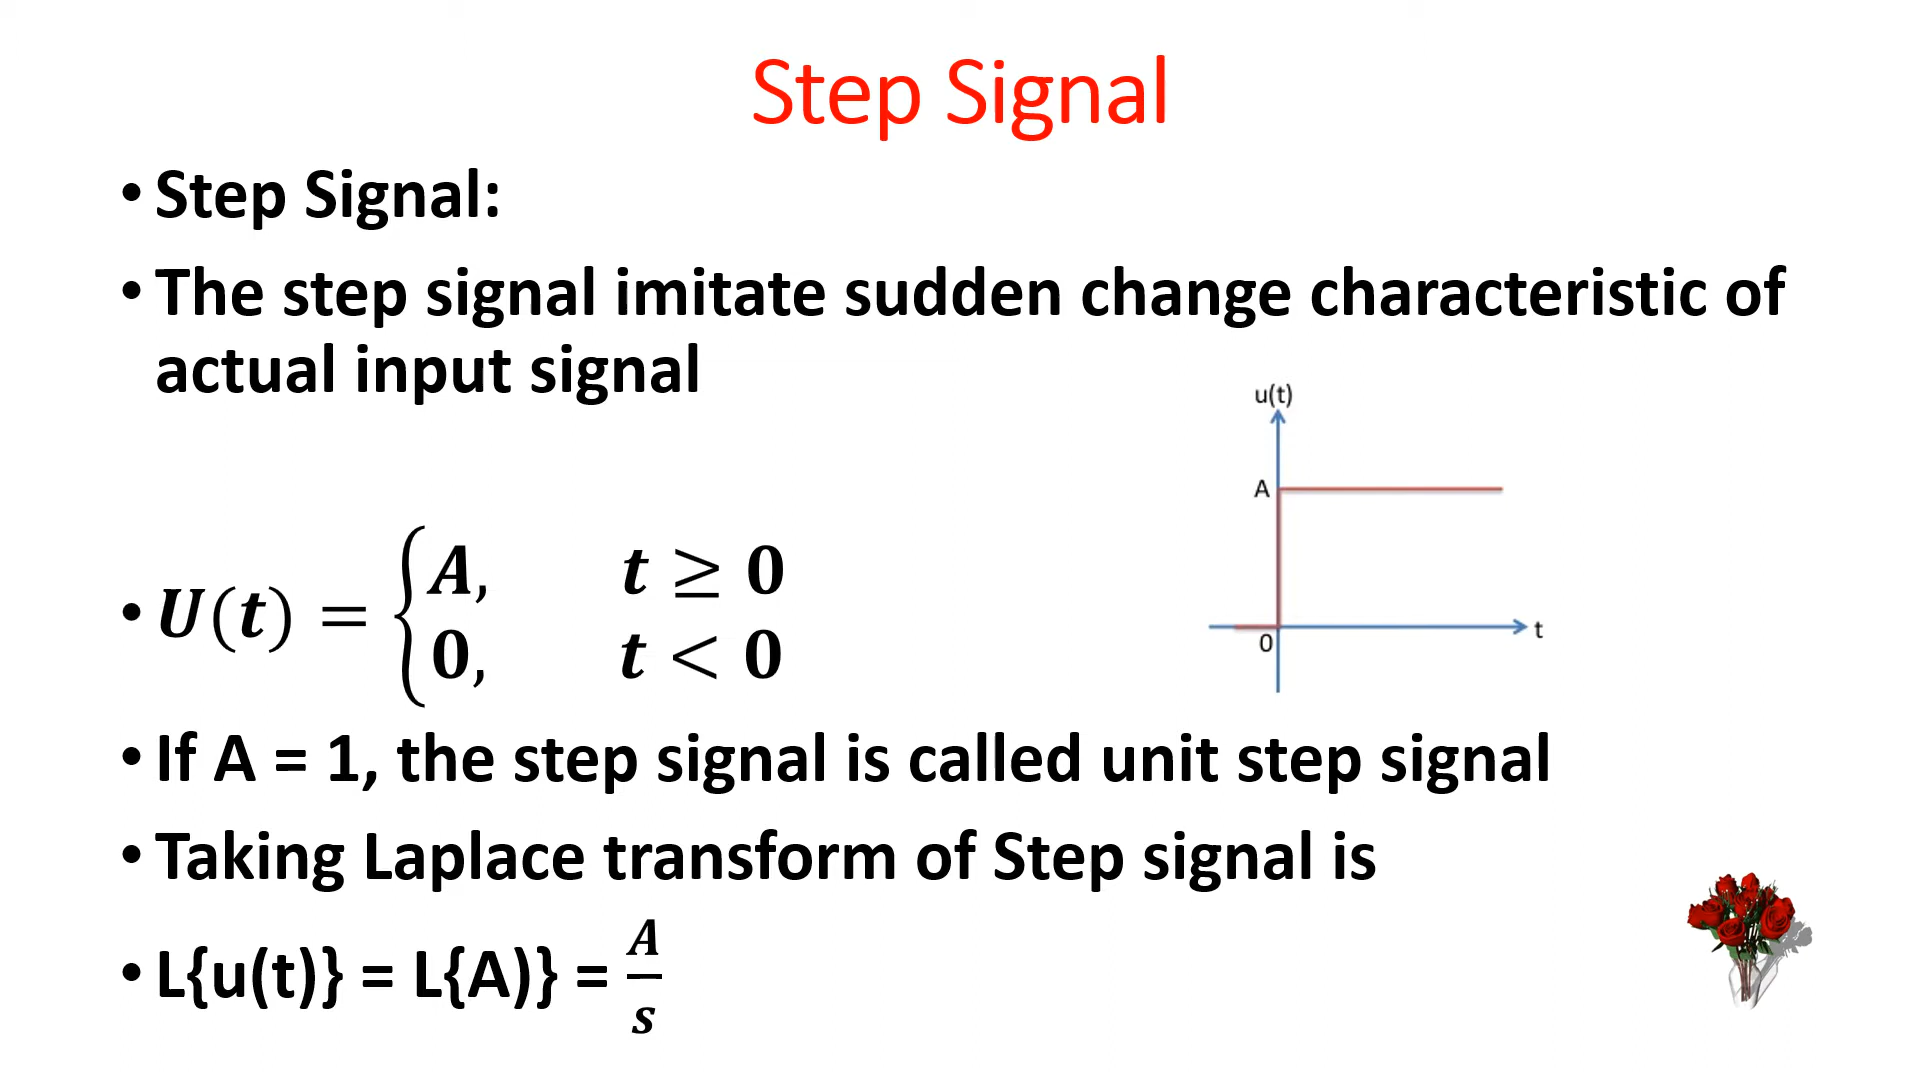 Step Signal
• Step Signal:
• The step signal imitate sudden change characteristic of
actual input signal
u(t)
A
0
t
• U(t) = { A, t ≥ 0
0, t < 0
• If A = 1, the step signal is called unit step signal
• Taking Laplace transform of Step signal is
• L{u(t)} = L{A)} = A/s